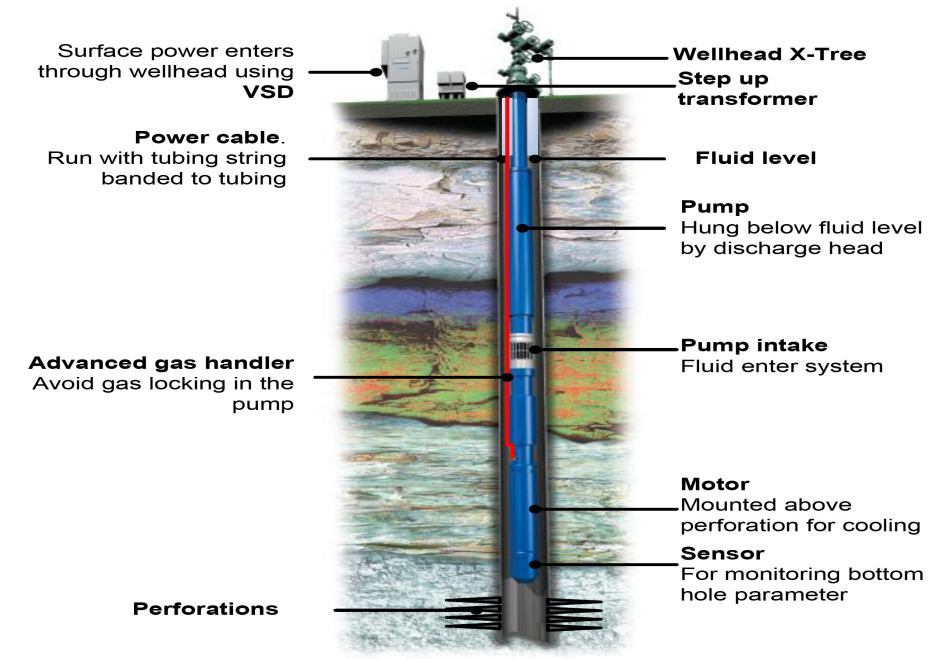 Surface power enters
through wellhead using
VSD
Power cable.
Run with tubing string
banded to tubing
Advanced gas handler
Avoid gas locking in the
pump
Perforations
Wellhead X-Tree
Step up
transformer
Fluid level
Pump
Hung below fluid level
by discharge head
Pump intake
Fluid enter system
Motor
Mounted above
perforation for cooling
Sensor
For monitoring bottom
hole parameter